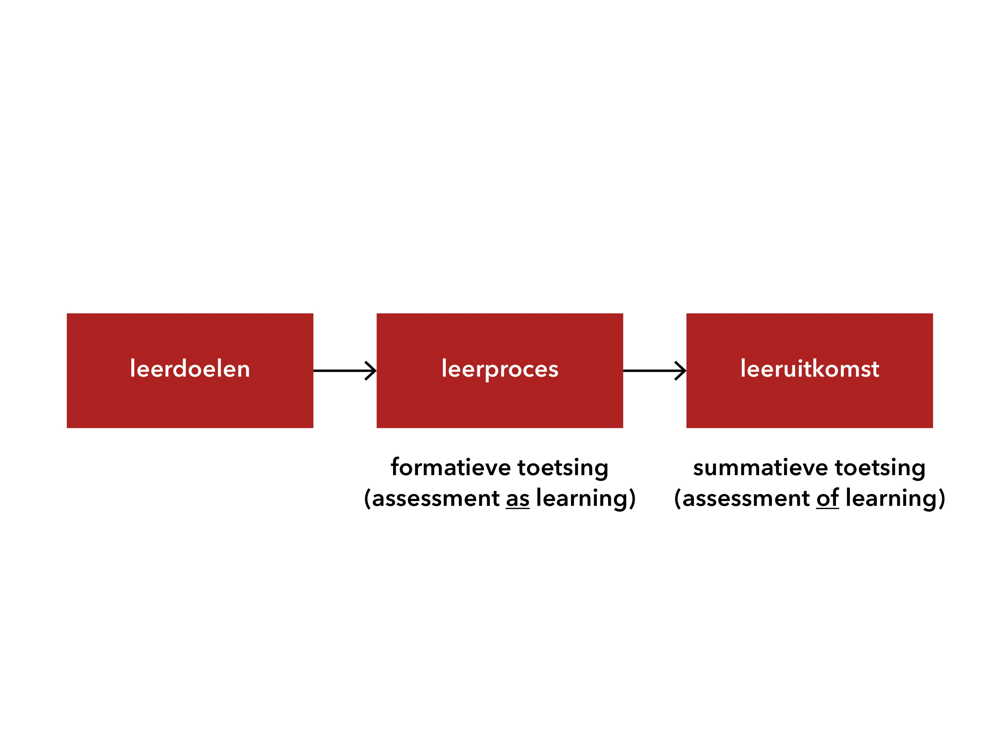 leerdoelen
leerproces
leeruitkomst
formatieve toetsing
(assessment as learning)
summatieve toetsing
(assessment of learning)